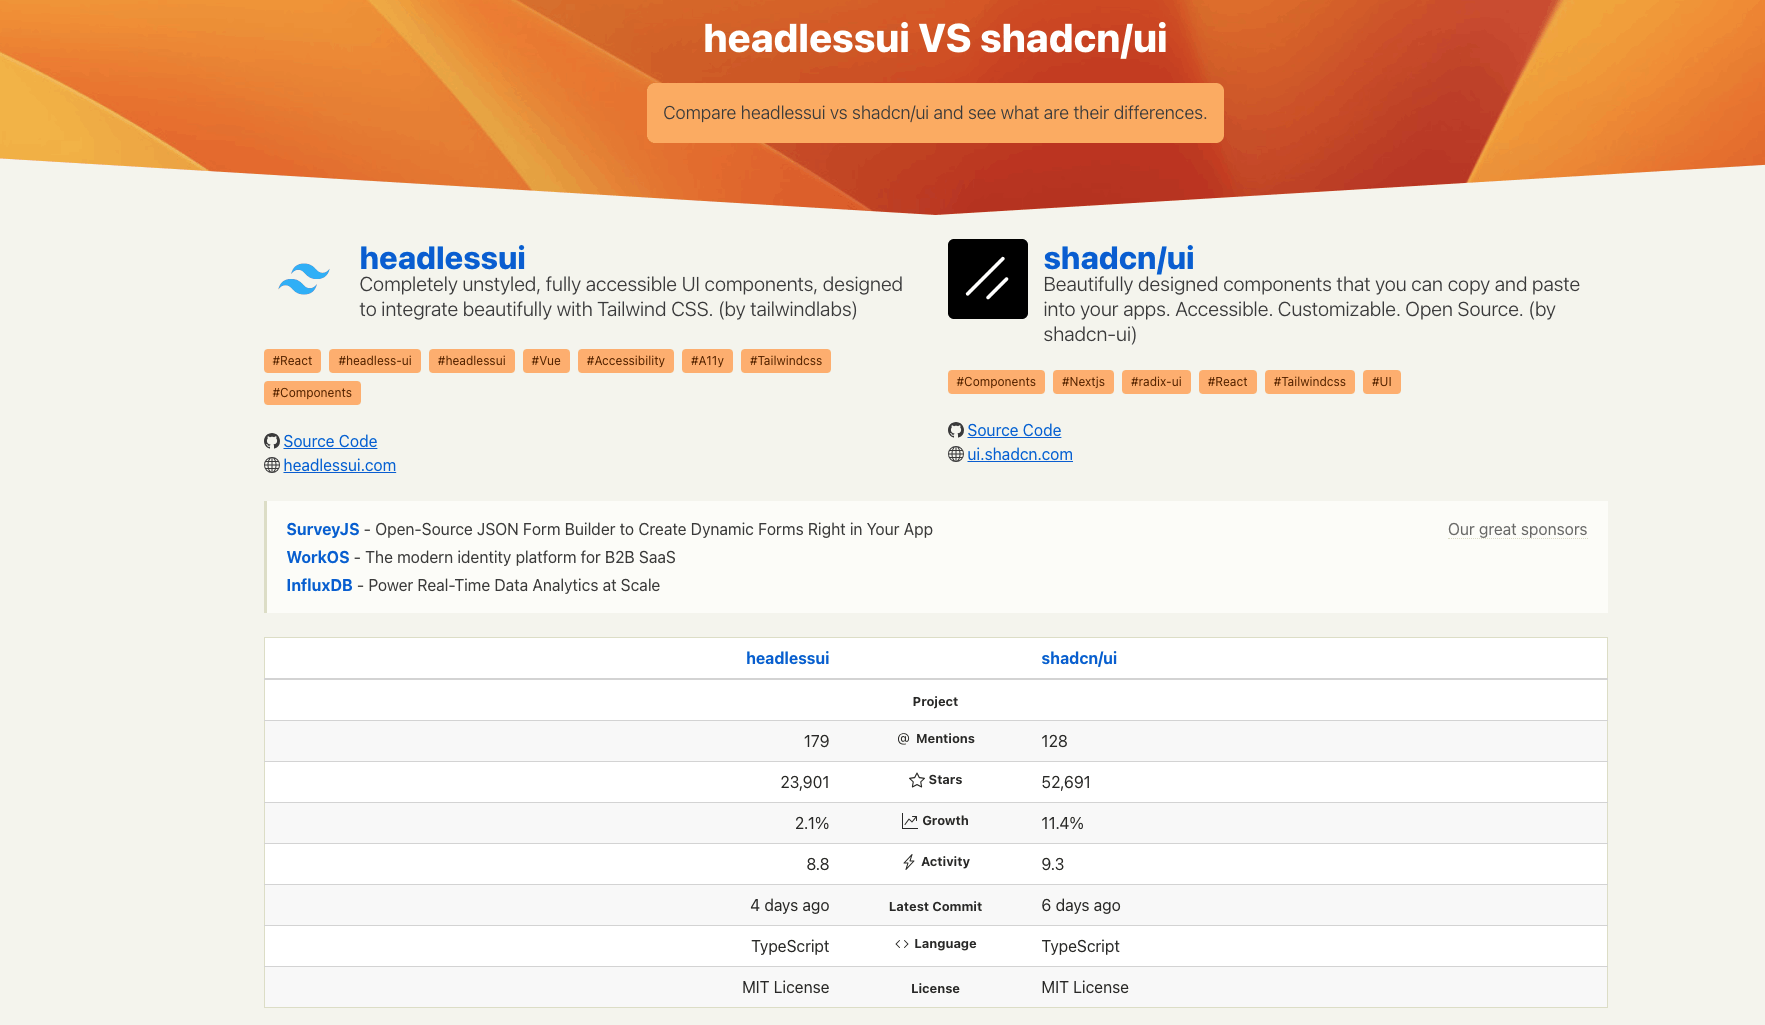 headlessui VS shadcn/ui
Compare headlessui vs shadcn/ui and see what are their differences.
headlessui
Completely unstyled, fully accessible UI components, designed
to integrate beautifully with Tailwind CSS. (by tailwindlabs)
#React #headless-ui #headlessui #Vue #Accessibility #A11y #Tailwindcss
#Components
Source Code
headlessui.com
shadcn/ui
Beautifully designed components that you can copy and paste
into your apps. Accessible. Customizable. Open Source. (by
shadcn-ui)
#Components #Nextjs #radix-ui #React #Tailwindcss #UI
Source Code
ui.shadcn.com
SurveyJS - Open-Source JSON Form Builder to Create Dynamic Forms Right in Your App
Our great sponsors
WorkOS - The modern identity platform for B2B SaaS
InfluxDB - Power Real-Time Data Analytics at Scale
headlessui shadcn/ui
Project
179 @ Mentions 128
23,901 Stars 52,691
2.1% Growth 11.4%
8.8 Activity 9.3
4 days ago Latest Commit 6 days ago
TypeScript <> Language TypeScript
MIT License License MIT License